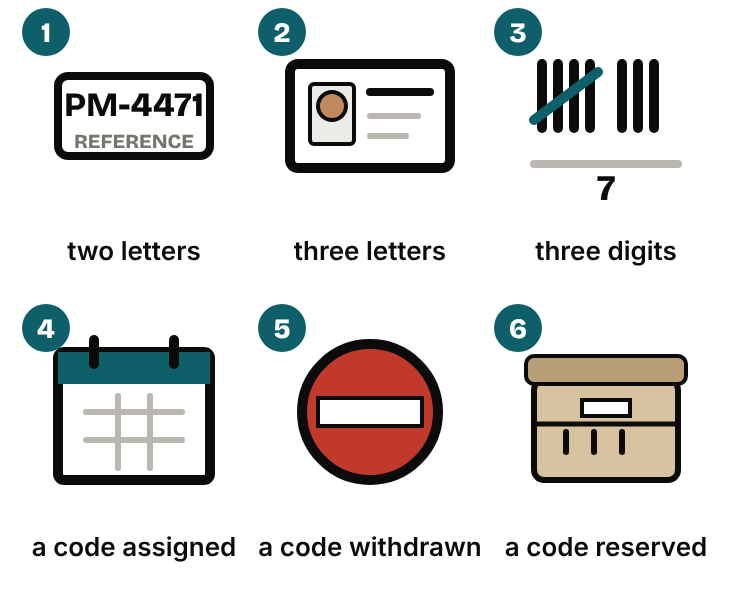 1
2
3
PM-4471
REFERENCE
7
two letters
three letters
three digits
4
5
6
a code assigned
a code withdrawn
a code reserved